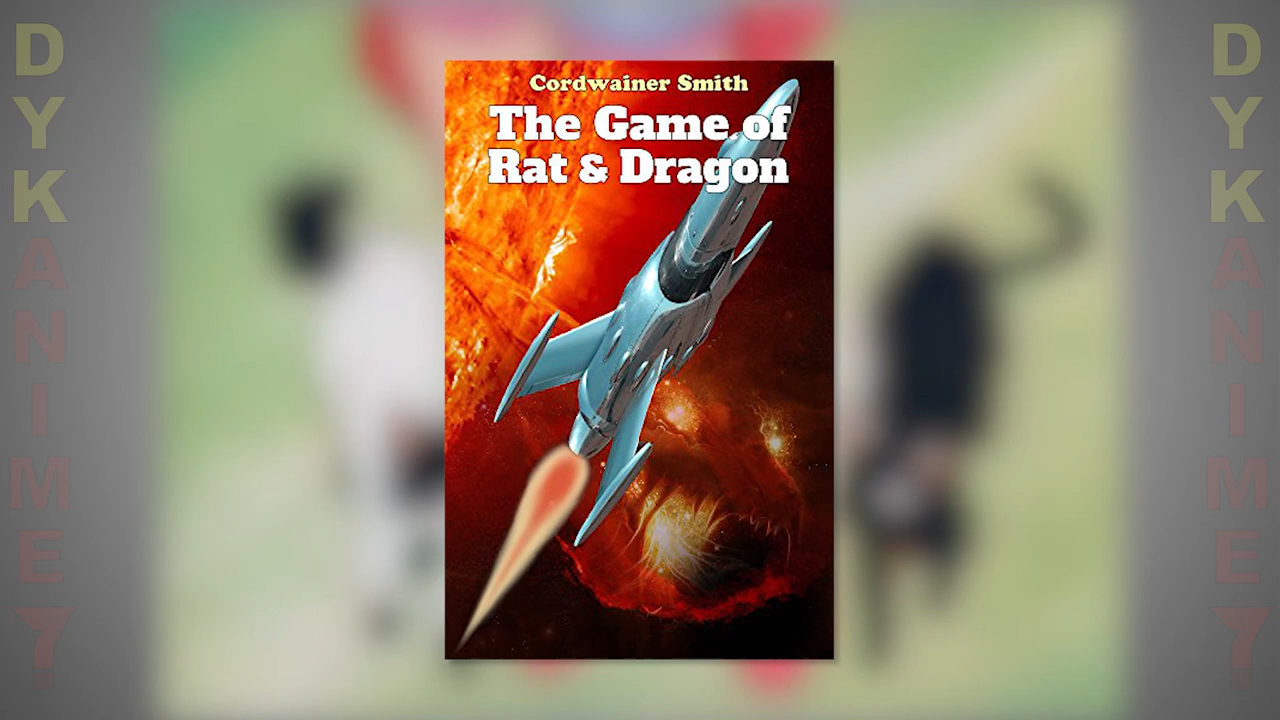 DYKANIME?
Cordwainer Smith
The Game of
Rat & Dragon
DYKANIME?